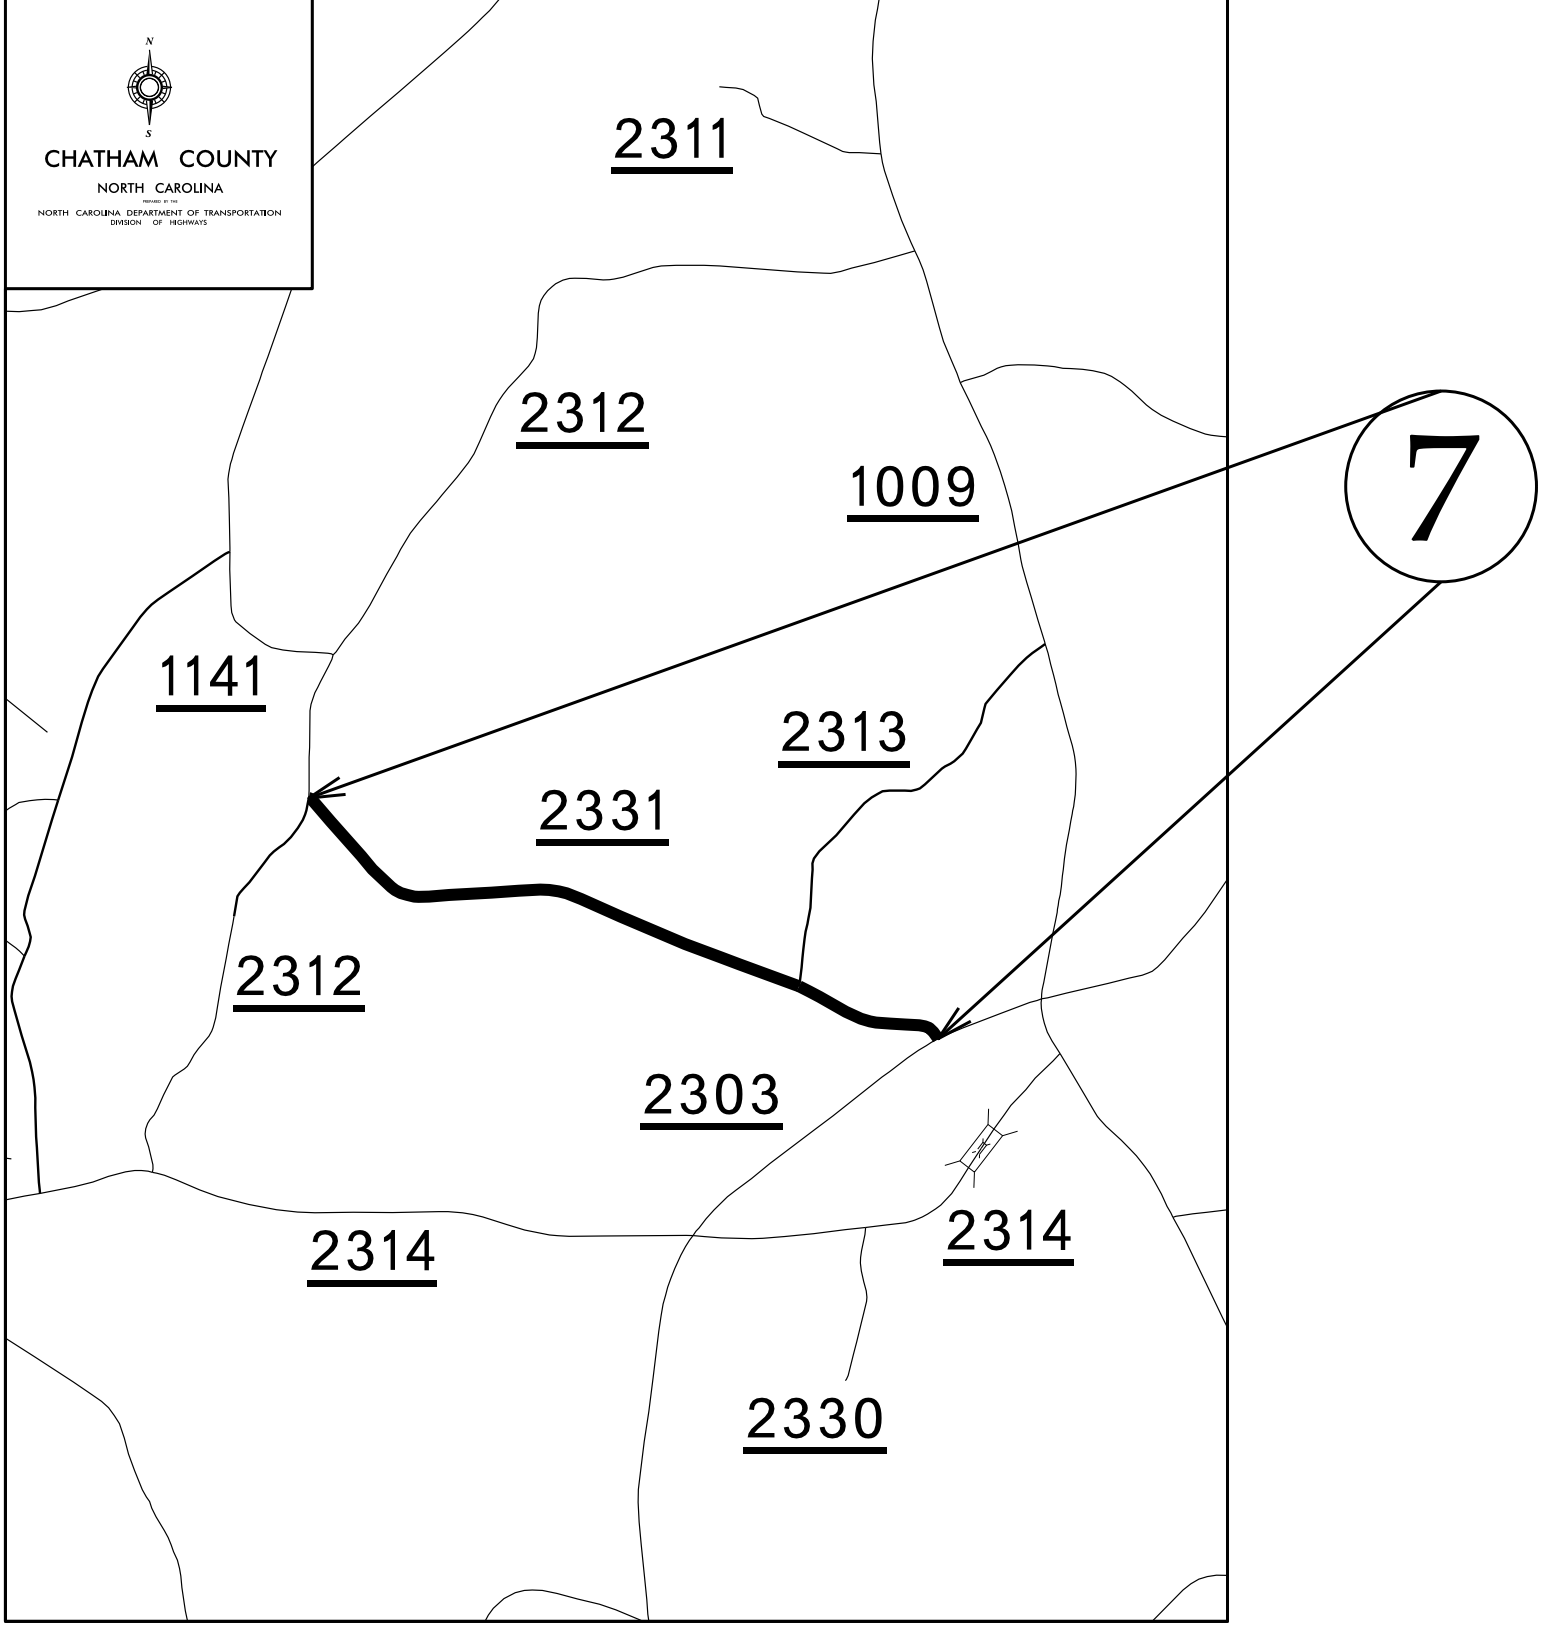 N
S
CHATHAM COUNTY
NORTH CAROLINA
PREPARED BY THE
NORTH CAROLINA DEPARTMENT OF TRANSPORTATION
DIVISION OF HIGHWAYS
2311
2312
1009
7
1141
2313
2331
2312
2303
2314
2314
2330